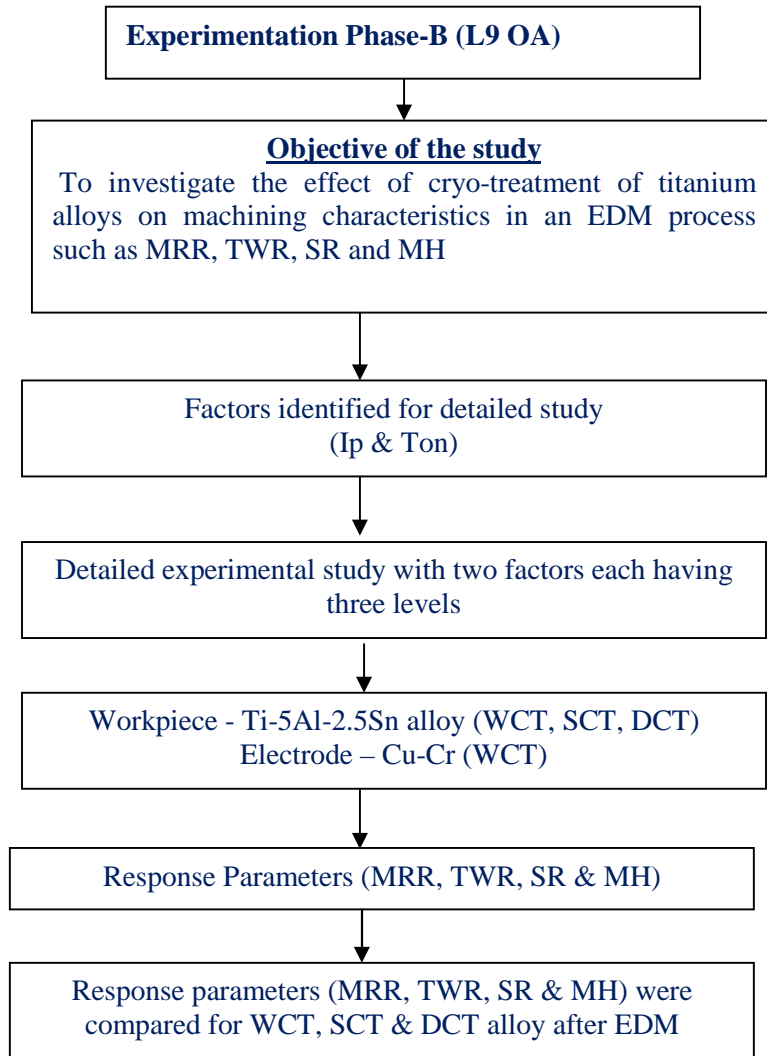 Experimentation Phase-B (L9 OA)
Objective of the study
To investigate the effect of cryo-treatment of titanium
alloys on machining characteristics in an EDM process
such as MRR, TWR, SR and MH
Factors identified for detailed study
(Ip & Ton)
Detailed experimental study with two factors each having
three levels
Workpiece - Ti-5Al-2.5Sn alloy (WCT, SCT, DCT)
Electrode – Cu-Cr (WCT)
Response Parameters (MRR, TWR, SR & MH)
Response parameters (MRR, TWR, SR & MH) were
compared for WCT, SCT & DCT alloy after EDM